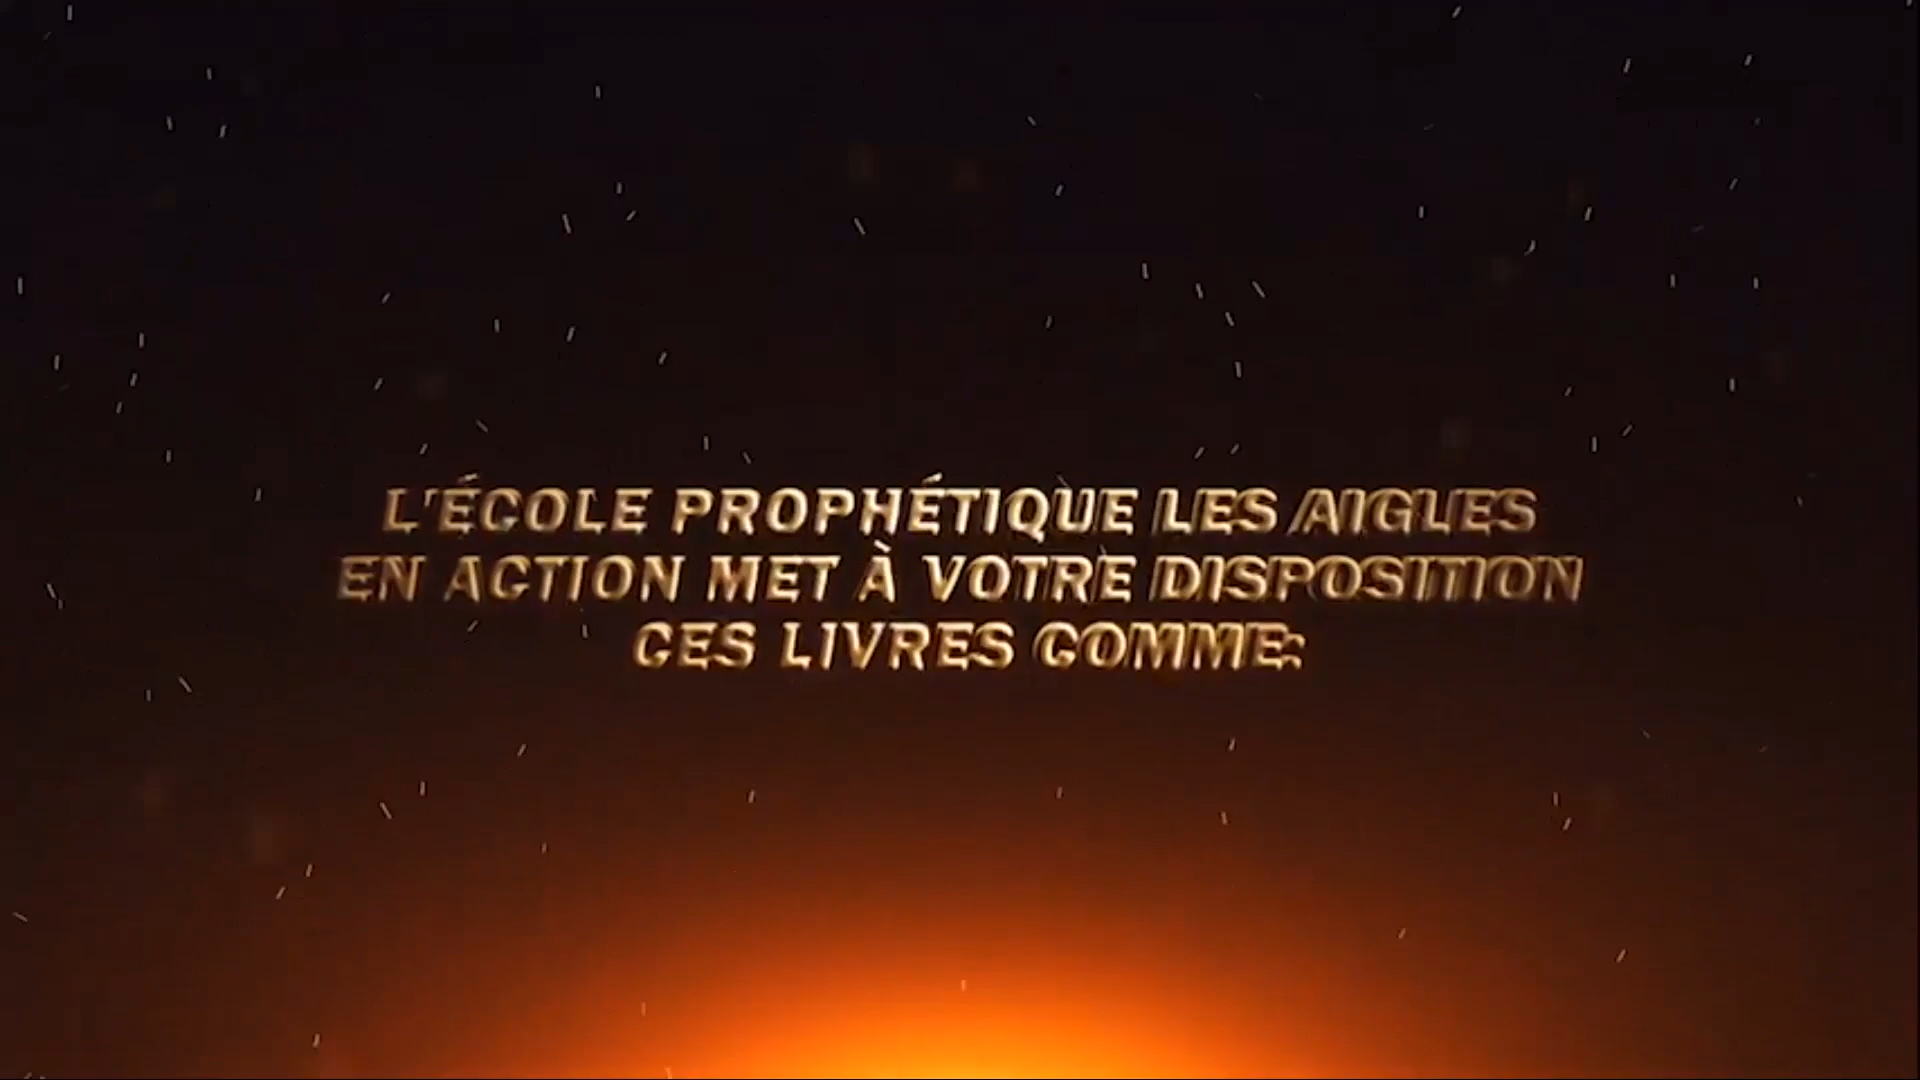 L'ÉCOLE PROPHÉTIQUE LES AIGLES
EN ACTION MET À VOTRE DISPOSITION
CES LIVRES COMME: